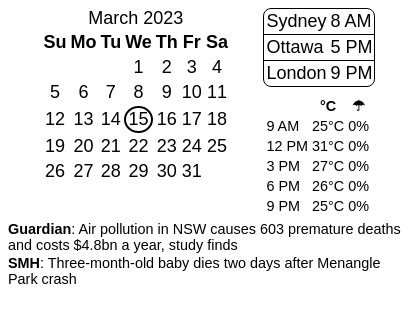 March 2023
Su Mo Tu We Th Fr Sa
1 2 3 4
5 6 7 8 9 10 11
12 13 14 15 16 17 18
19 20 21 22 23 24 25
26 27 28 29 30 31
Sydney 8 AM
Ottawa 5 PM
London 9 PM
°C ☂
9 AM 25°C 0%
12 PM 31°C 0%
3 PM 27°C 0%
6 PM 26°C 0%
9 PM 25°C 0%
Guardian: Air pollution in NSW causes 603 premature deaths
and costs $4.8bn a year, study finds
SMH: Three-month-old baby dies two days after Menangle
Park crash